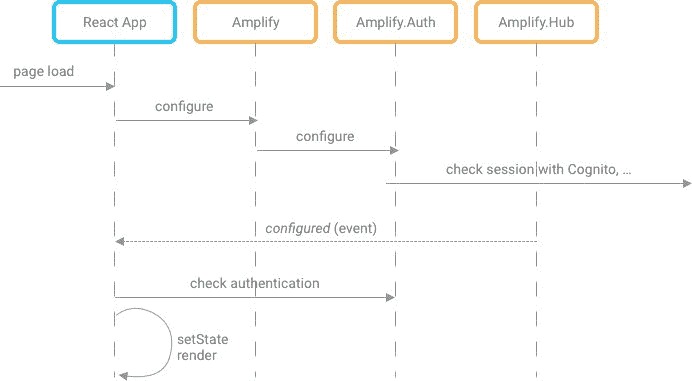 React App
Amplify
Amplify.Auth
Amplify.Hub
page load
configure
configure
check session with Cognito, ...
configured (event)
check authentication
setState
render